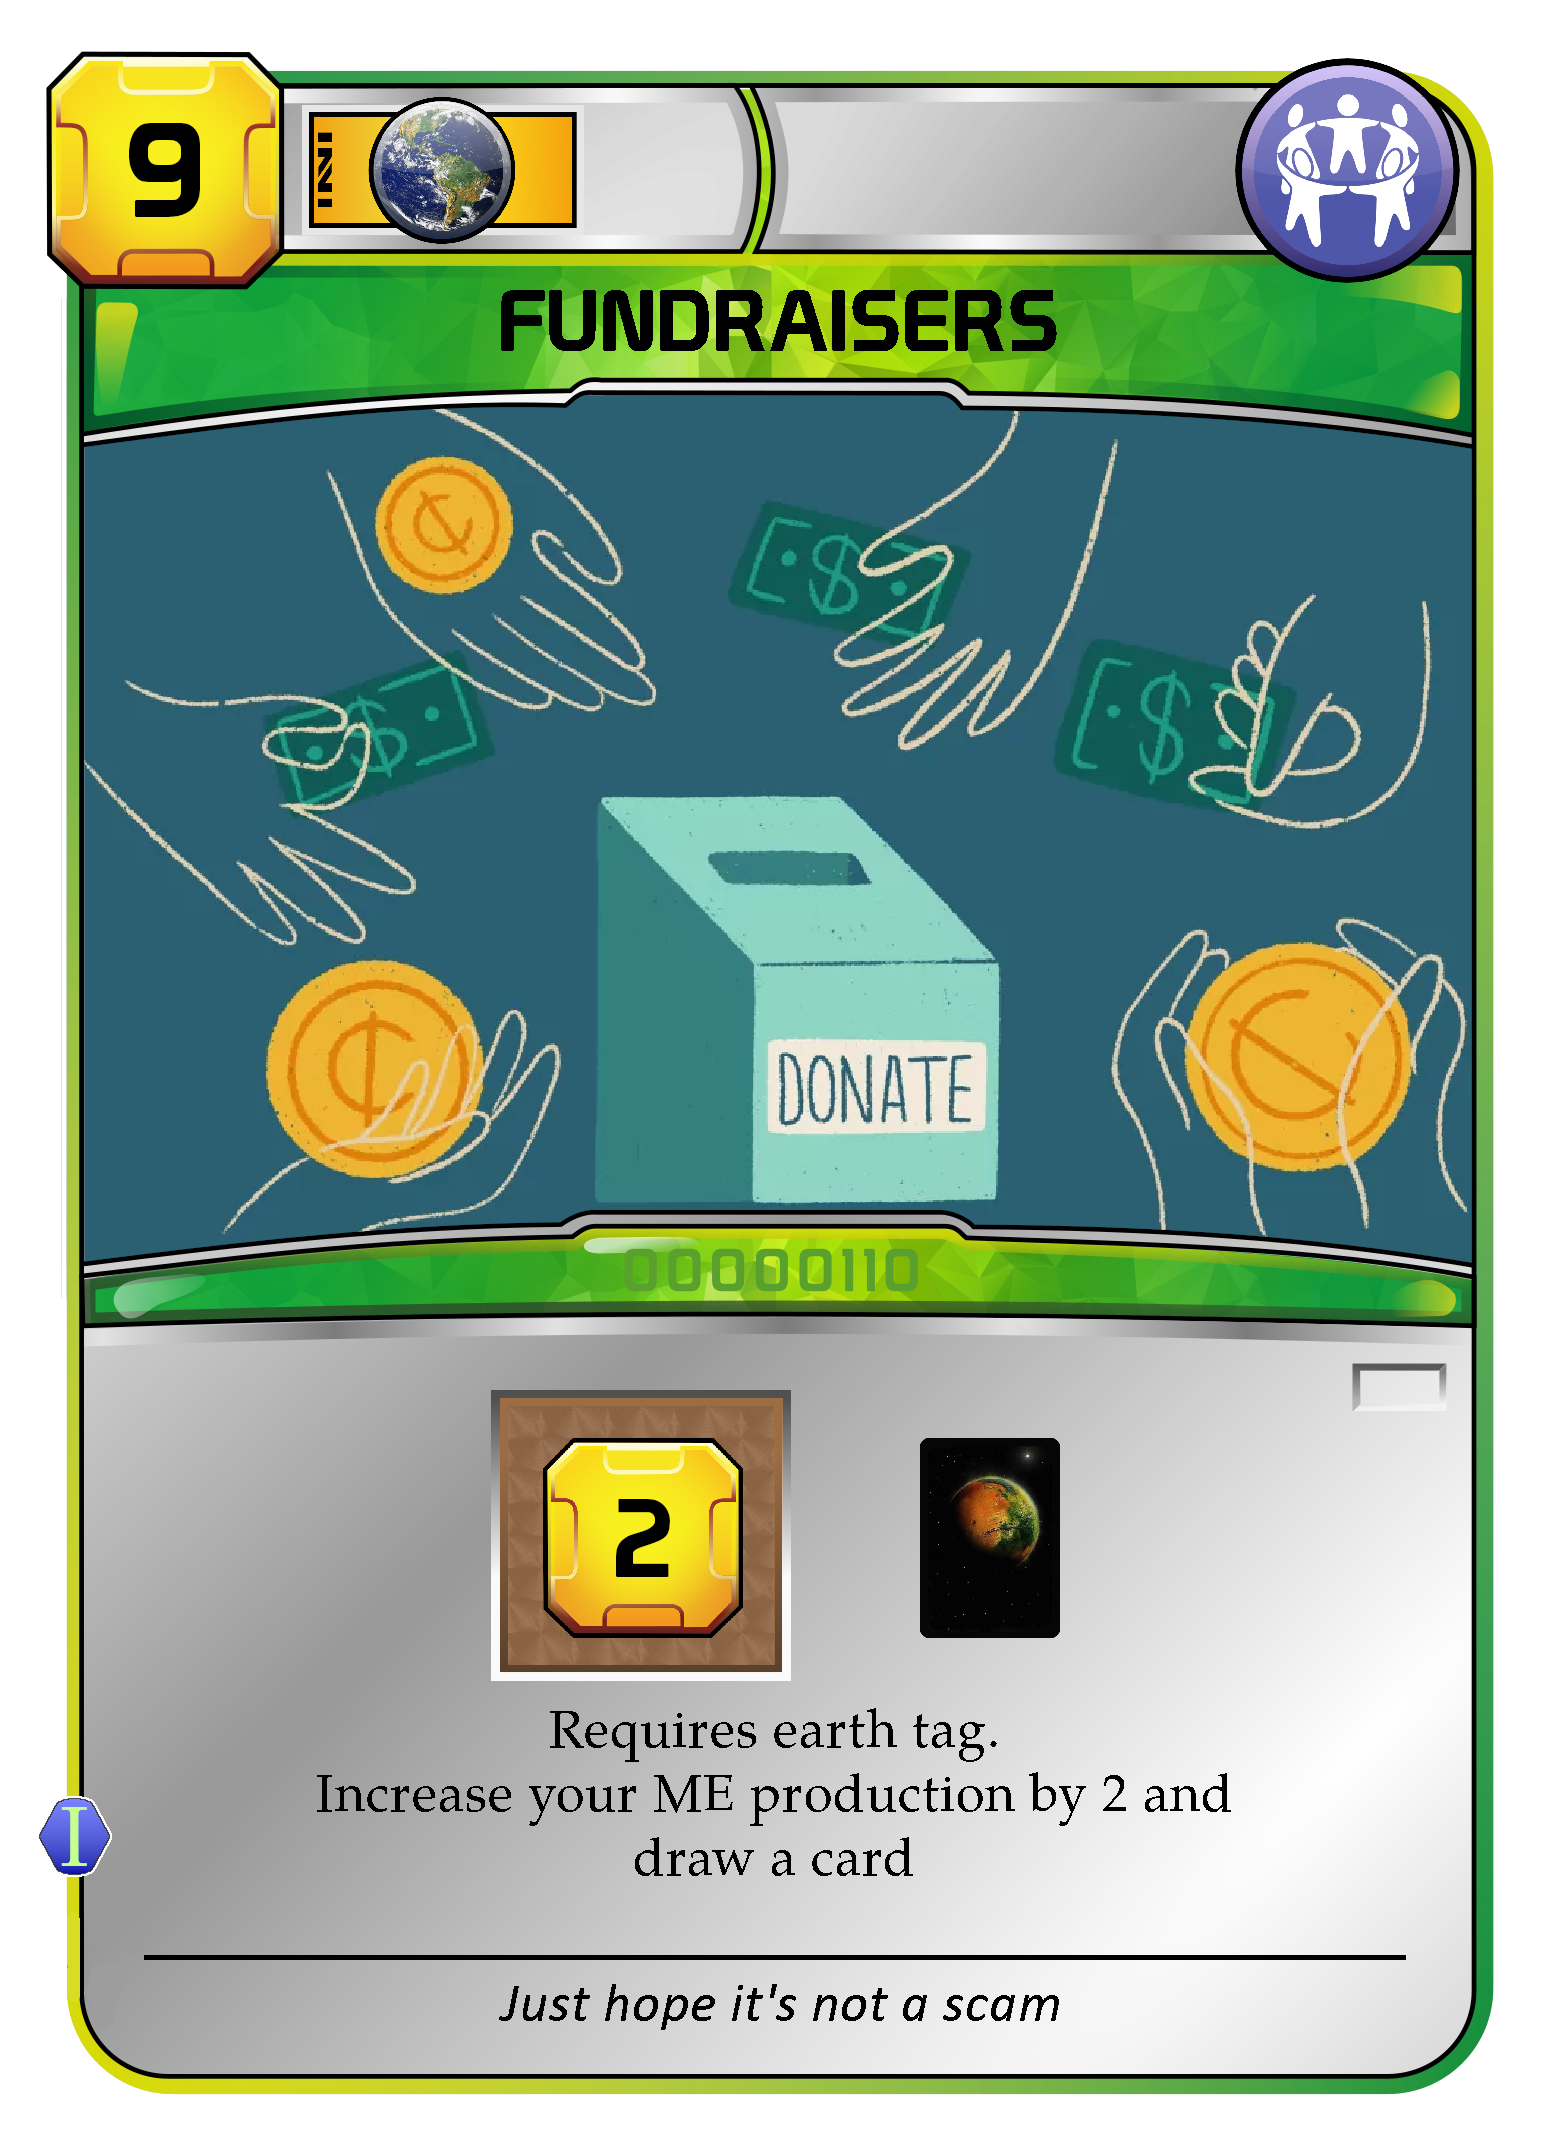 9
FUNDRAISERS
¢
$
$
$
$
¢
¢
DONATE
00000110
2
Requires earth tag.
Increase your ME production by 2 and
draw a card
I
Just hope it's not a scam